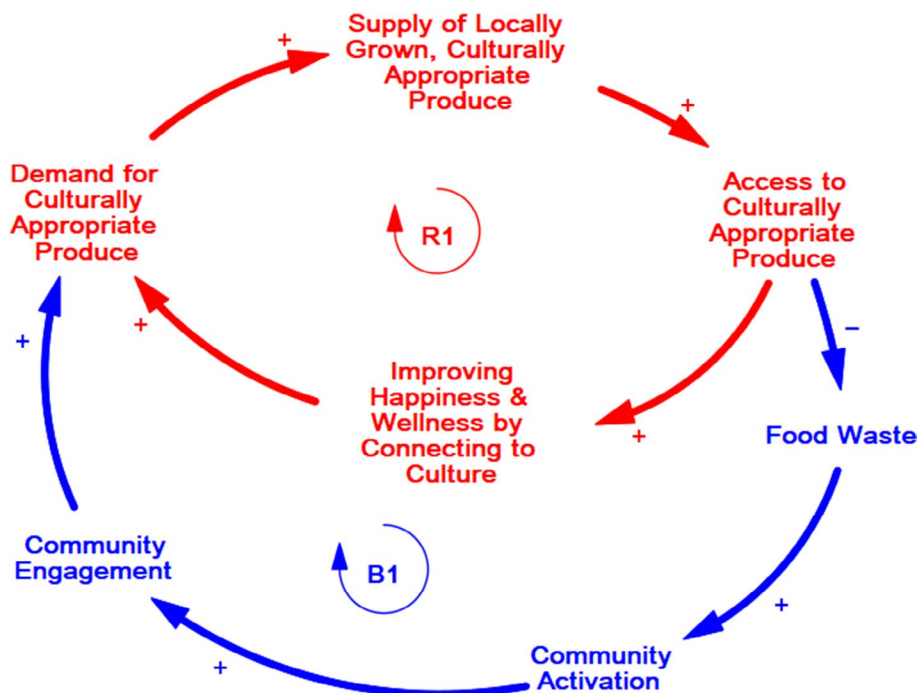 +
Supply of Locally
Grown, Culturally
Appropriate
Produce
+
Demand for
Culturally
Appropriate
Produce
R1
Access to
Culturally
Appropriate
Produce
+
+
−
Improving
Happiness &
Wellness by
Connecting to
Culture
+
Food Waste
Community
Engagement
B1
+
Community
Activation
+